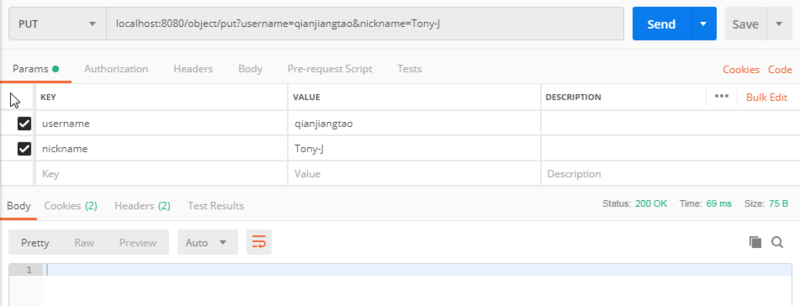 PUT localhost:8080/object/put?username=qianjiangtao&nickname=Tony-J Send Save
Params Authorization Headers Body Pre-request Script Tests Cookies Code
KEY VALUE DESCRIPTION ••• Bulk Edit
username qianjiangtao
nickname Tony-J
Key Value Description
Body Cookies (2) Headers (2) Test Results Status: 200 OK Time: 69 ms Size: 75 B
Pretty Raw Preview Auto
1